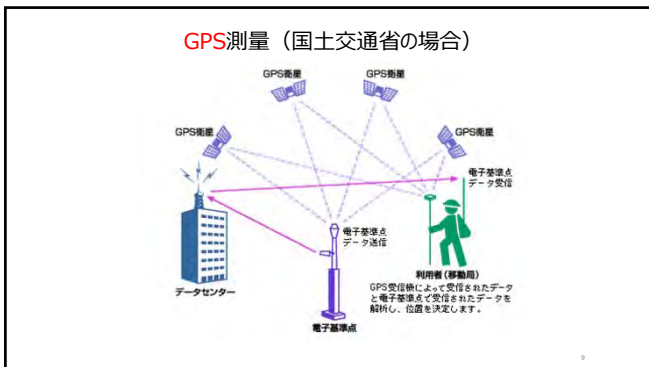 GPS測量（国土交通省の場合）
GPS衛星
GPS衛星
GPS衛星
GPS衛星
電子基準点
データ受信
電子基準点
データ送信
データセンター
電子基準点
利用者(移動局)
GPS受信機によって受信されたデータ
と電子基準点で受信されたデータを
解析し、位置を決定します。
9